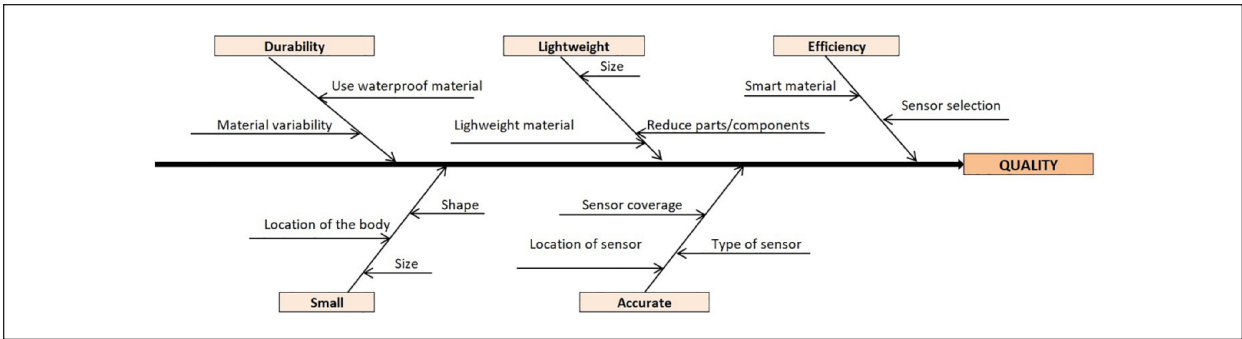 Durability
Lightweight
Efficiency
Size
Use waterproof material
Smart material
Sensor selection
Material variability
Lighweight material
Reduce parts/components
QUALITY
Shape
Sensor coverage
Location of the body
Location of sensor
Type of sensor
Size
Small
Accurate